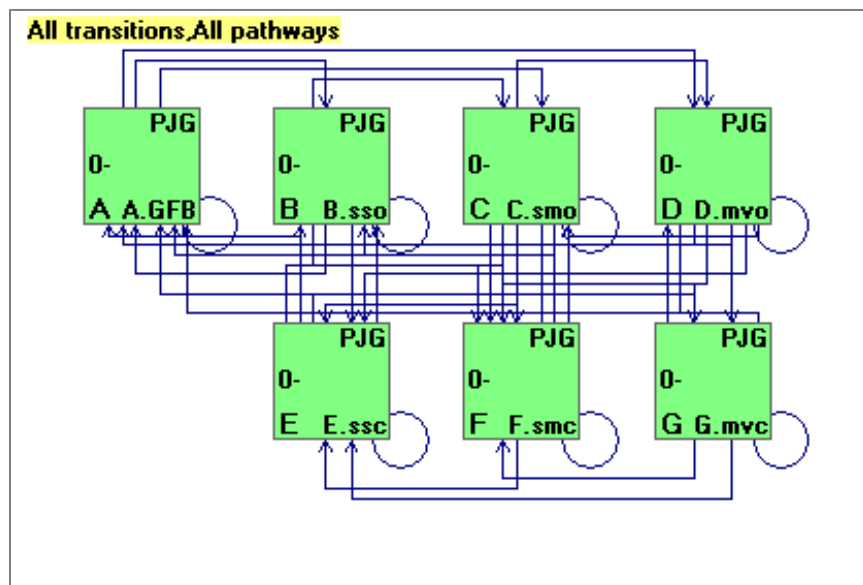 All transitions,All pathways
PJG PJG PJG PJG
0- 0- 0- 0-
A A.GFB B B.sso C C.smo D D.mvo
PJG PJG PJG
0- 0- 0-
E E.ssc F F.smc G G.mvc